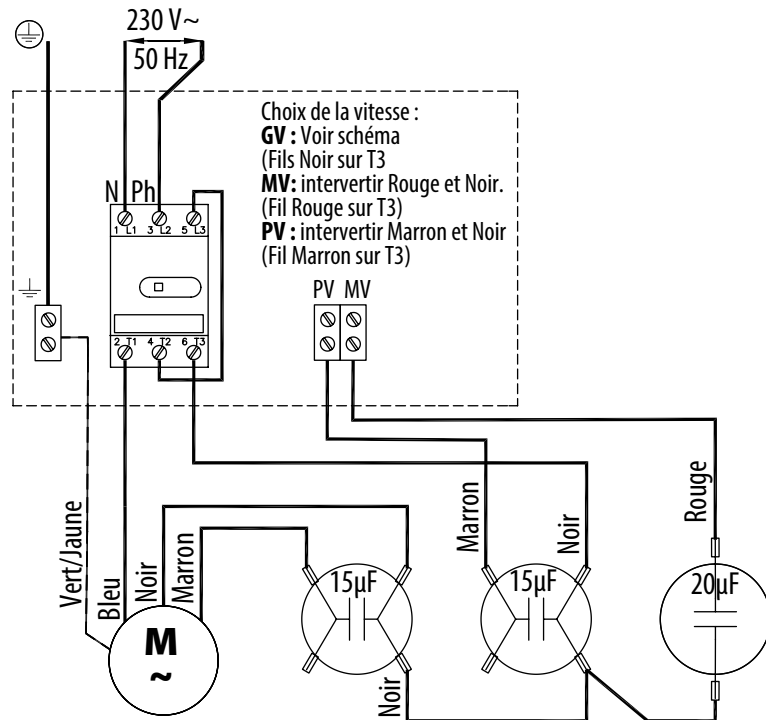 230 V~
50 Hz
Choix de la vitesse :
GV : Voir schéma
(Fils Noir sur T3
MV: intervertir Rouge et Noir.
(Fil Rouge sur T3)
PV : intervertir Marron et Noir
(Fil Marron sur T3)
N Ph
1 L1 3 L2 5 L3
PV MV
2 T1 4 T2 6 T3
Vert/Jaune
Bleu
Noir
Marron
Marron
Noir
Rouge
15µF
15µF
20µF
M
~
Noir